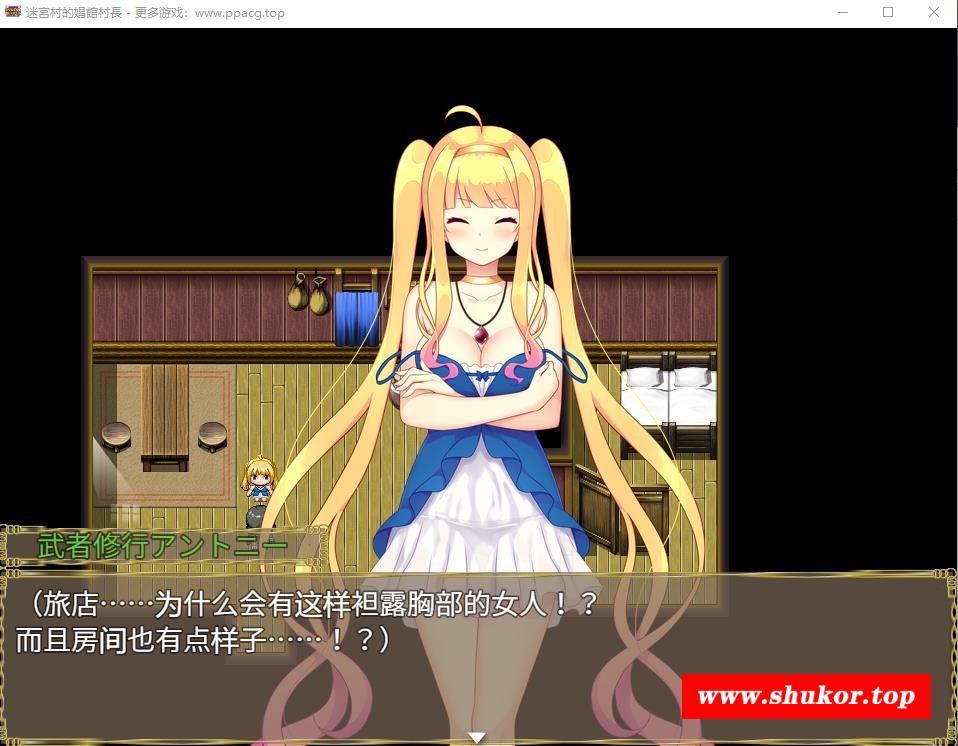 迷宮村的娼館村長 - 更多游戏：www.ppacg.top
武者修行アントニー
（旅店……为什么会有这样袒露胸部的女人！？
而且房间也有点样子……！？）
www.shukor.top